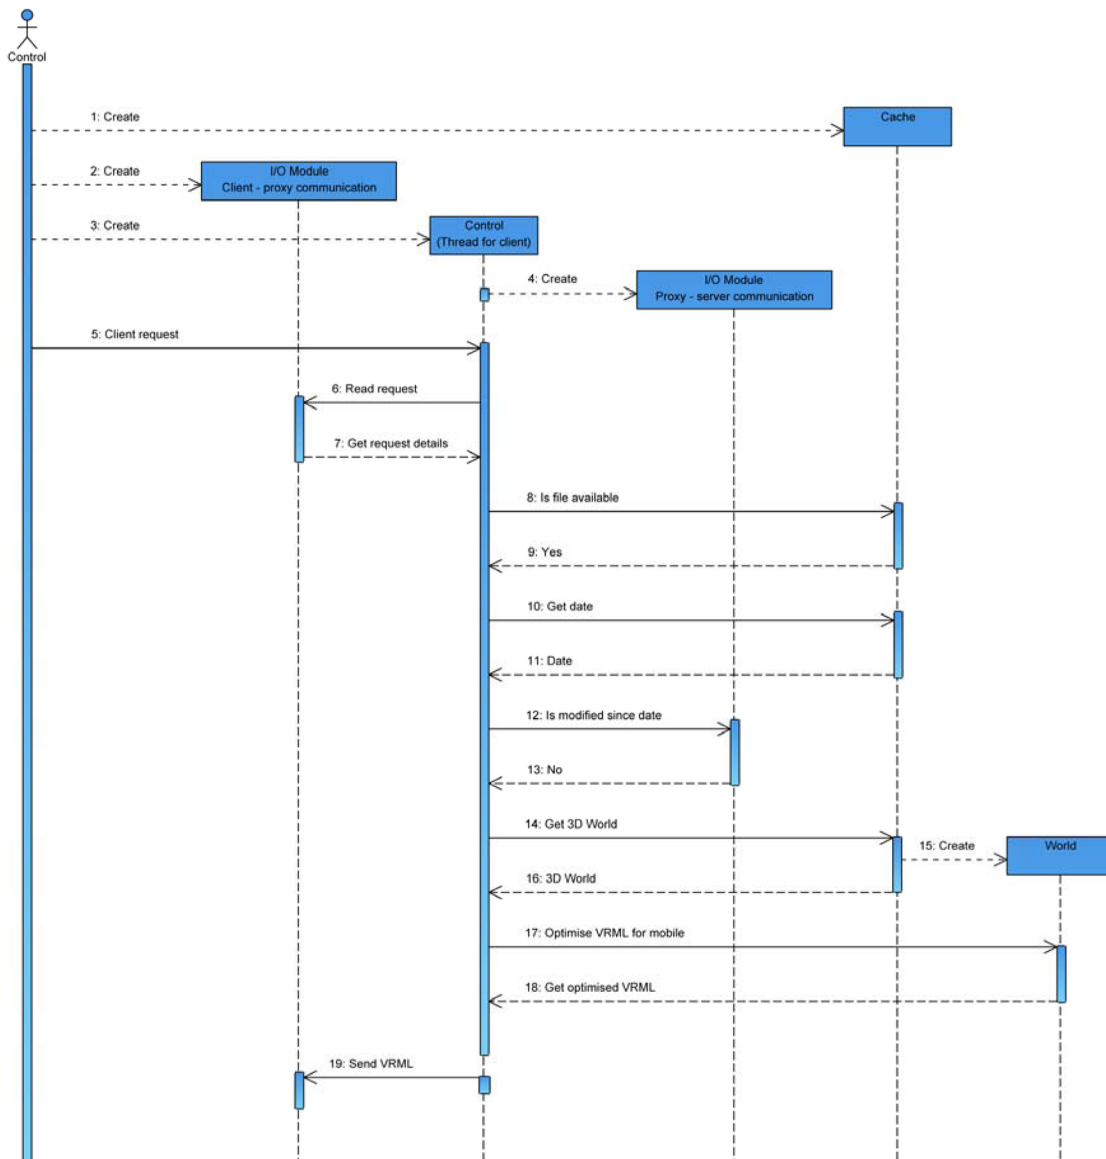 Control
1: Create
Cache
2: Create
I/O Module
Client - proxy communication
3: Create
Control
(Thread for client)
4: Create
I/O Module
Proxy - server communication
5: Client request
6: Read request
7: Get request details
8: Is file available
9: Yes
10: Get date
11: Date
12: Is modified since date
13: No
14: Get 3D World
15: Create
World
16: 3D World
17: Optimise VRML for mobile
18: Get optimised VRML
19: Send VRML